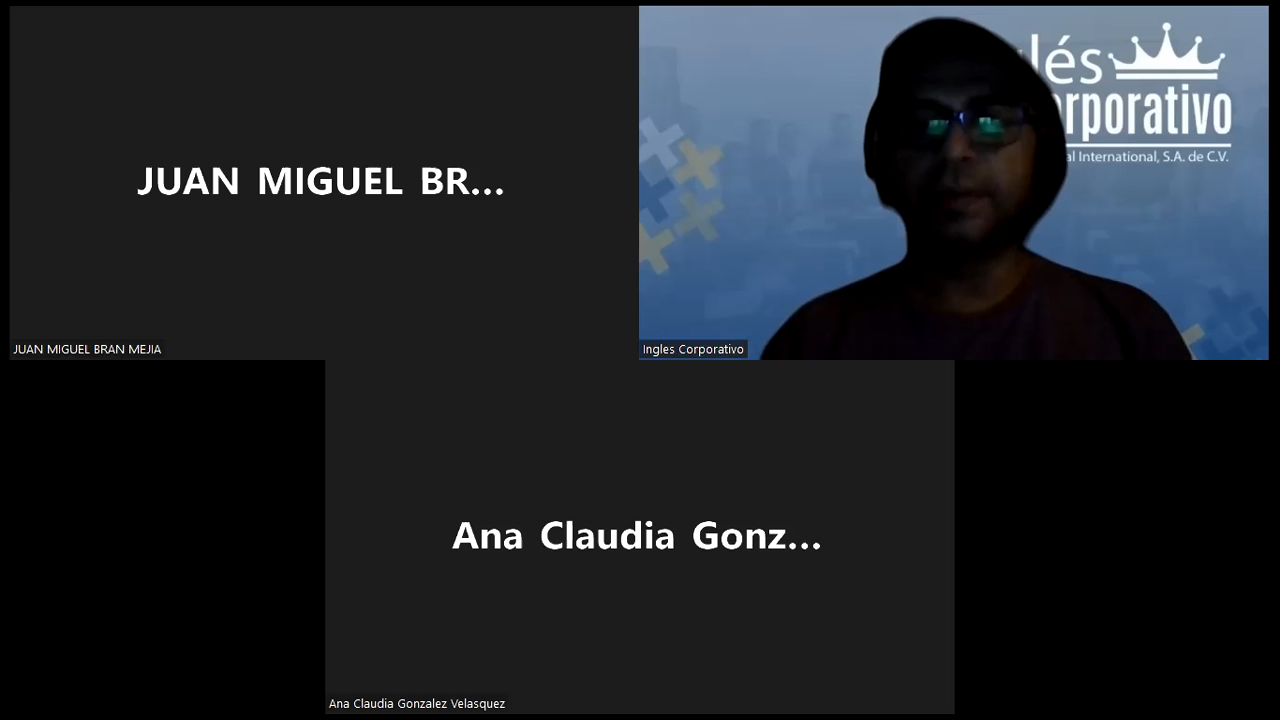 JUAN MIGUEL BR...
JUAN MIGUEL BRAN MEJIA
lés
orporativo
al International, S.A. de C.V.
Ingles Corporativo
Ana Claudia Gonz...
Ana Claudia Gonzalez Velasquez